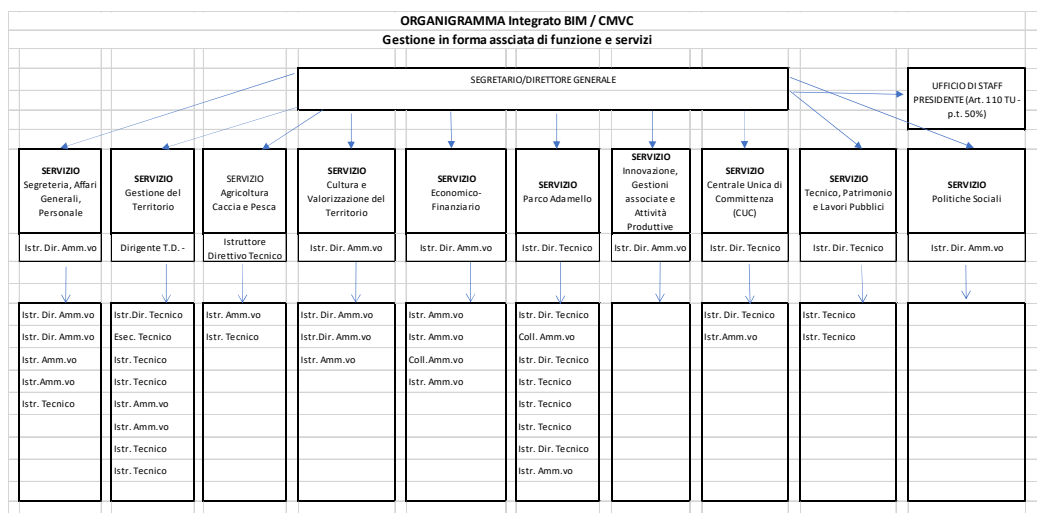 ORGANIGRAMMA Integrato BIM / CMVC
Gestione in forma assciata di funzione e servizi
SEGRETARIO/DIRETTORE GENERALE
UFFICIO DI STAFF
PRESIDENTE (Art. 110 TU -
p.t. 50%)
SERVIZIO
Segreteria, Affari
Generali,
Personale
SERVIZIO
Gestione del
Territorio
SERVIZIO
Agricoltura
Caccia e Pesca
SERVIZIO
Cultura e
Valorizzazione del
Territorio
SERVIZIO
Economico-
Finanziario
SERVIZIO
Parco Adamello
SERVIZIO
Innovazione,
Gestioni
associate e
Attività
Produttive
SERVIZIO
Centrale Unica di
Committenza
(CUC)
SERVIZIO
Tecnico, Patrimonio
e Lavori Pubblici
SERVIZIO
Politiche Sociali
Istr. Dir. Amm.vo
Dirigente T.D. -
Istruttore
Direttivo Tecnico
Istr. Dir. Amm.vo
Istr. Dir. Amm.vo
Istr. Dir. Tecnico
Istr. Dir. Amm.vo
Istr. Dir. Tecnico
Istr. Dir. Tecnico
Istr. Dir. Amm.vo
Istr. Dir. Amm.vo
Istr. Dir. Amm.vo
Istr. Amm.vo
Istr.Amm.vo
Istr. Tecnico
Istr.Dir. Tecnico
Esec. Tecnico
Istr. Tecnico
Istr. Tecnico
Istr. Amm.vo
Istr. Amm.vo
Istr. Tecnico
Istr. Tecnico
Istr. Amm.vo
Istr. Tecnico
Istr. Dir. Amm.vo
Istr.Dir. Amm.vo
Istr. Amm.vo
Istr. Amm.vo
Istr. Amm.vo
Coll.Amm.vo
Istr. Amm.vo
Istr. Dir. Tecnico
Coll. Amm.vo
Istr. Dir. Tecnico
Istr. Tecnico
Istr. Tecnico
Istr. Tecnico
Istr. Dir. Tecnico
Istr. Amm.vo
Istr. Dir. Tecnico
Istr.Amm.vo
Istr. Tecnico
Istr. Tecnico